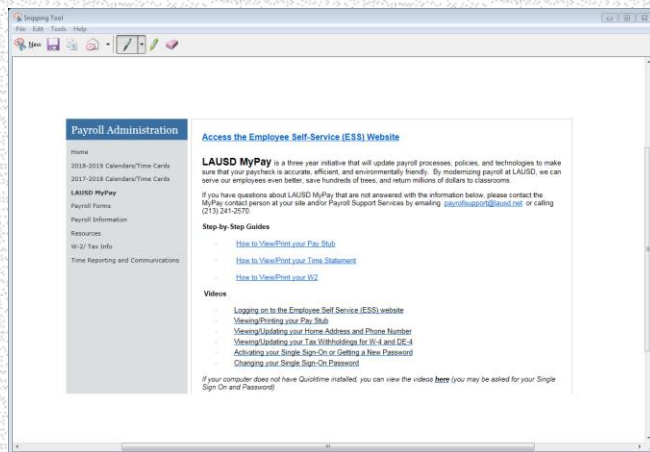 Snipping Tool
File Edit Tools Help
New
Payroll Administration
Home
2018-2019 Calendars/Time Cards
2017-2018 Calendars/Time Cards
LAUSD MyPay
Payroll Forms
Payroll Information
Resources
W-2/ Tax Info
Time Reporting and Communications
Access the Employee Self-Service (ESS) Website
LAUSD MyPay is a three year initiative that will update payroll processes, policies, and technologies to make
sure that your paycheck is accurate, efficient, and environmentally friendly. By modernizing payroll at LAUSD, we can
serve our employees even better, save hundreds of trees, and return millions of dollars to classrooms.
If you have questions about LAUSD MyPay that are not answered with the information below, please contact the
MyPay contact person at your site and/or Payroll Support Services by emailing payrollsupport@lausd.net or calling
(213) 241-2570.
Step-by-Step Guides
How to View/Print your Pay Stub
How to View/Print your Time Statement
How to View/Print your W2
Videos
Logging on to the Employee Self Service (ESS) website
Viewing/Printing your Pay Stub
Viewing/Updating your Home Address and Phone Number
Viewing/Updating your Tax Withholdings for W-4 and DE-4
Activating your Single Sign-On or Getting a New Password
Changing your Single Sign-On Password
If your computer does not have Quicktime installed, you can view the videos here (you may be asked for your Single
Sign On and Password)